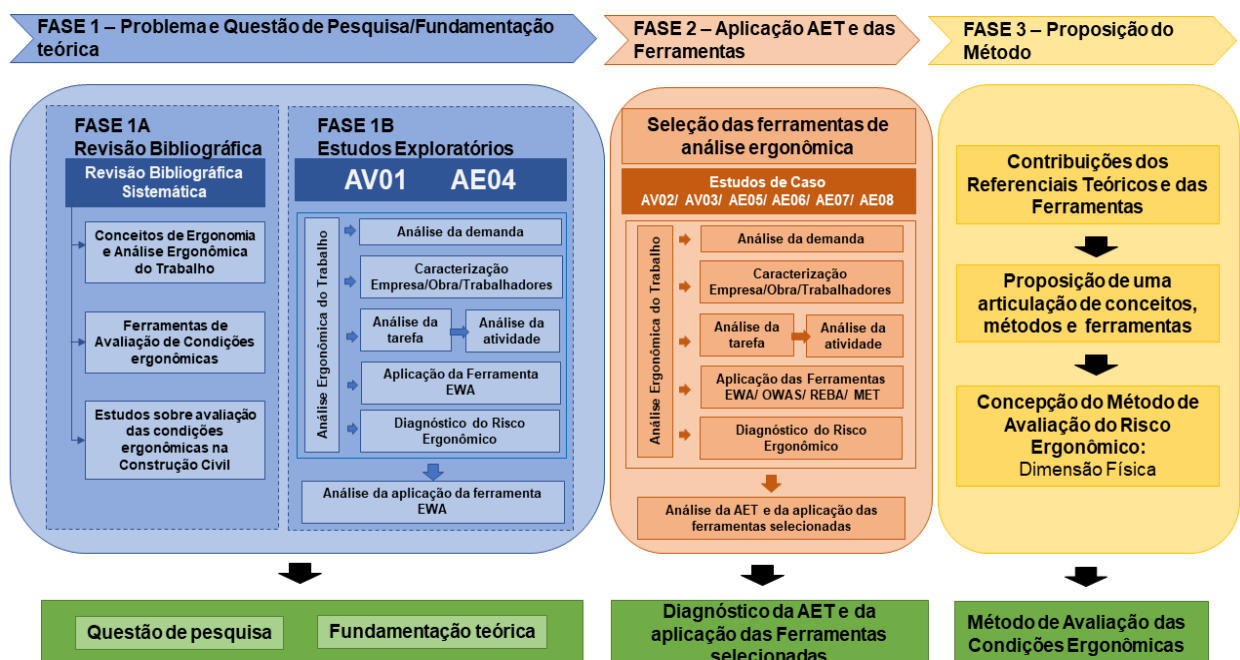 FASE 1 – Problema e Questão de Pesquisa/Fundamentação
teórica
FASE 2 – Aplicação AET e das
Ferramentas
FASE 3 – Proposição do
Método
FASE 1A
Revisão Bibliográfica
Revisão Bibliográfica
Sistemática
Conceitos de Ergonomia
e Análise Ergonômica
do Trabalho
Ferramentas de
Avaliação de Condições
ergonômicas
Estudos sobre avaliação
das condições
ergonômicas na
Construção Civil
FASE 1B
Estudos Exploratórios
AV01 AE04
Análise Ergonômica do Trabalho
Análise da demanda
Caracterização
Empresa/Obra/Trabalhadores
Análise da
tarefa
Análise da
atividade
Aplicação da Ferramenta
EWA
Diagnóstico do Risco
Ergonômico
Análise da aplicação da ferramenta
EWA
Seleção das ferramentas de
análise ergonômica
Estudos de Caso
AV02/ AV03/ AE05/ AE06/ AE07/ AE08
Análise Ergonômica do Trabalho
Análise da demanda
Caracterização
Empresa/Obra/Trabalhadores
Análise da
tarefa
Análise da
atividade
Aplicação das Ferramentas
EWA/ OWAS/ REBA/ MET
Diagnóstico do Risco
Ergonômico
Análise da AET e da aplicação das
ferramentas selecionadas
Contribuições dos
Referenciais Teóricos e das
Ferramentas
Proposição de uma
articulação de conceitos,
métodos e ferramentas
Concepção do Método de
Avaliação do Risco
Ergonômico:
Dimensão Física
Questão de pesquisa
Fundamentação teórica
Diagnóstico da AET e da
aplicação das Ferramentas
selecionadas
Método de Avaliação das
Condições Ergonômicas